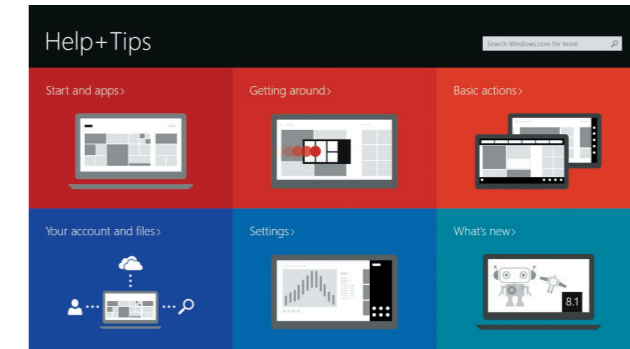 Help+Tips
Search Windows.com for more
Start and apps>
Getting around>
Basic actions>
Your account and files>
Settings>
What's new>
8.1